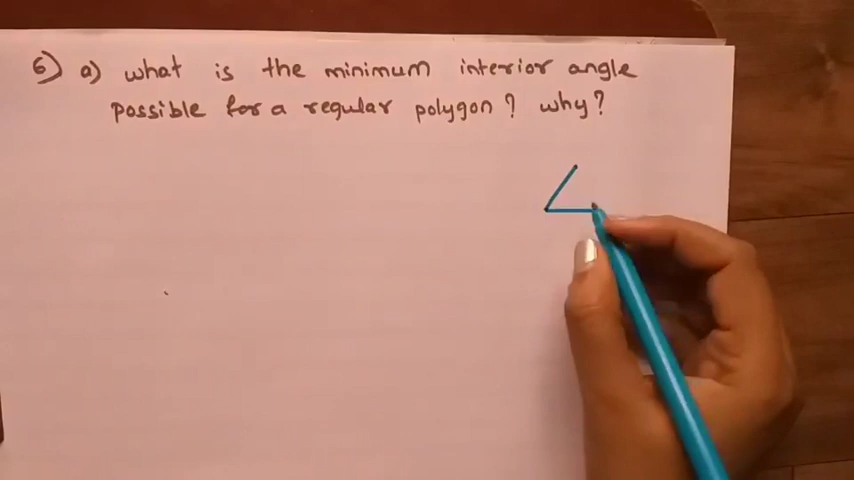 6) a) what is the minimum interior angle
possible for a regular polygon? why?